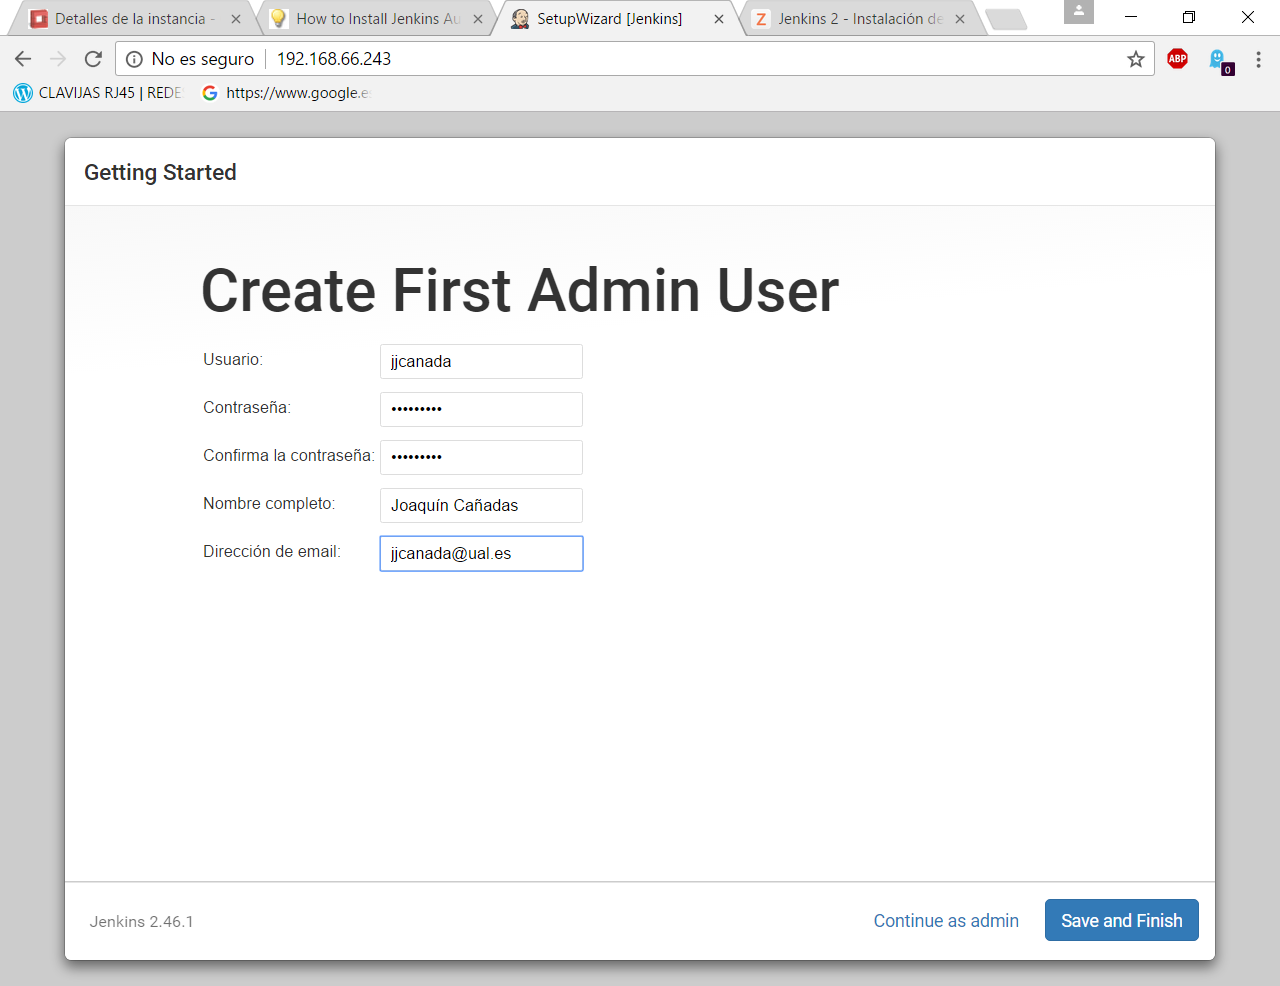 Detalles de la instancia -
How to Install Jenkins Au
SetupWizard [Jenkins]
Jenkins 2 - Instalación de
No es seguro
192.168.66.243
ABP
0
CLAVIJAS RJ45 | REDE
https://www.google.es
Getting Started
Create First Admin User
Usuario: jjcanada
Contraseña: •••••••••
Confirma la contraseña: •••••••••
Nombre completo: Joaquín Cañadas
Dirección de email: jjcanada@ual.es
Jenkins 2.46.1
Continue as admin
Save and Finish